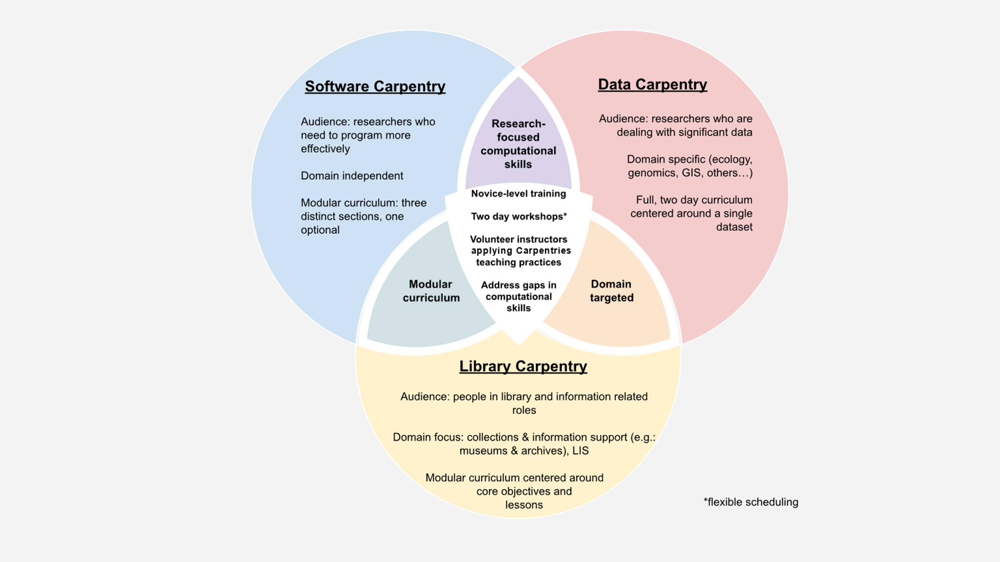 Software Carpentry
Audience: researchers who
need to program more
effectively
Domain independent
Modular curriculum: three
distinct sections, one
optional
Data Carpentry
Audience: researchers who are
dealing with significant data
Domain specific (ecology,
genomics, GIS, others…)
Full, two day curriculum
centered around a single
dataset
Research-
focused
computational
skills
Novice-level training
Two day workshops*
Volunteer instructors
applying Carpentries
teaching practices
Address gaps in
computational
skills
Modular
curriculum
Domain
targeted
Library Carpentry
Audience: people in library and information related
roles
Domain focus: collections & information support (e.g.:
museums & archives), LIS
Modular curriculum centered around
core objectives and
lessons
*flexible scheduling